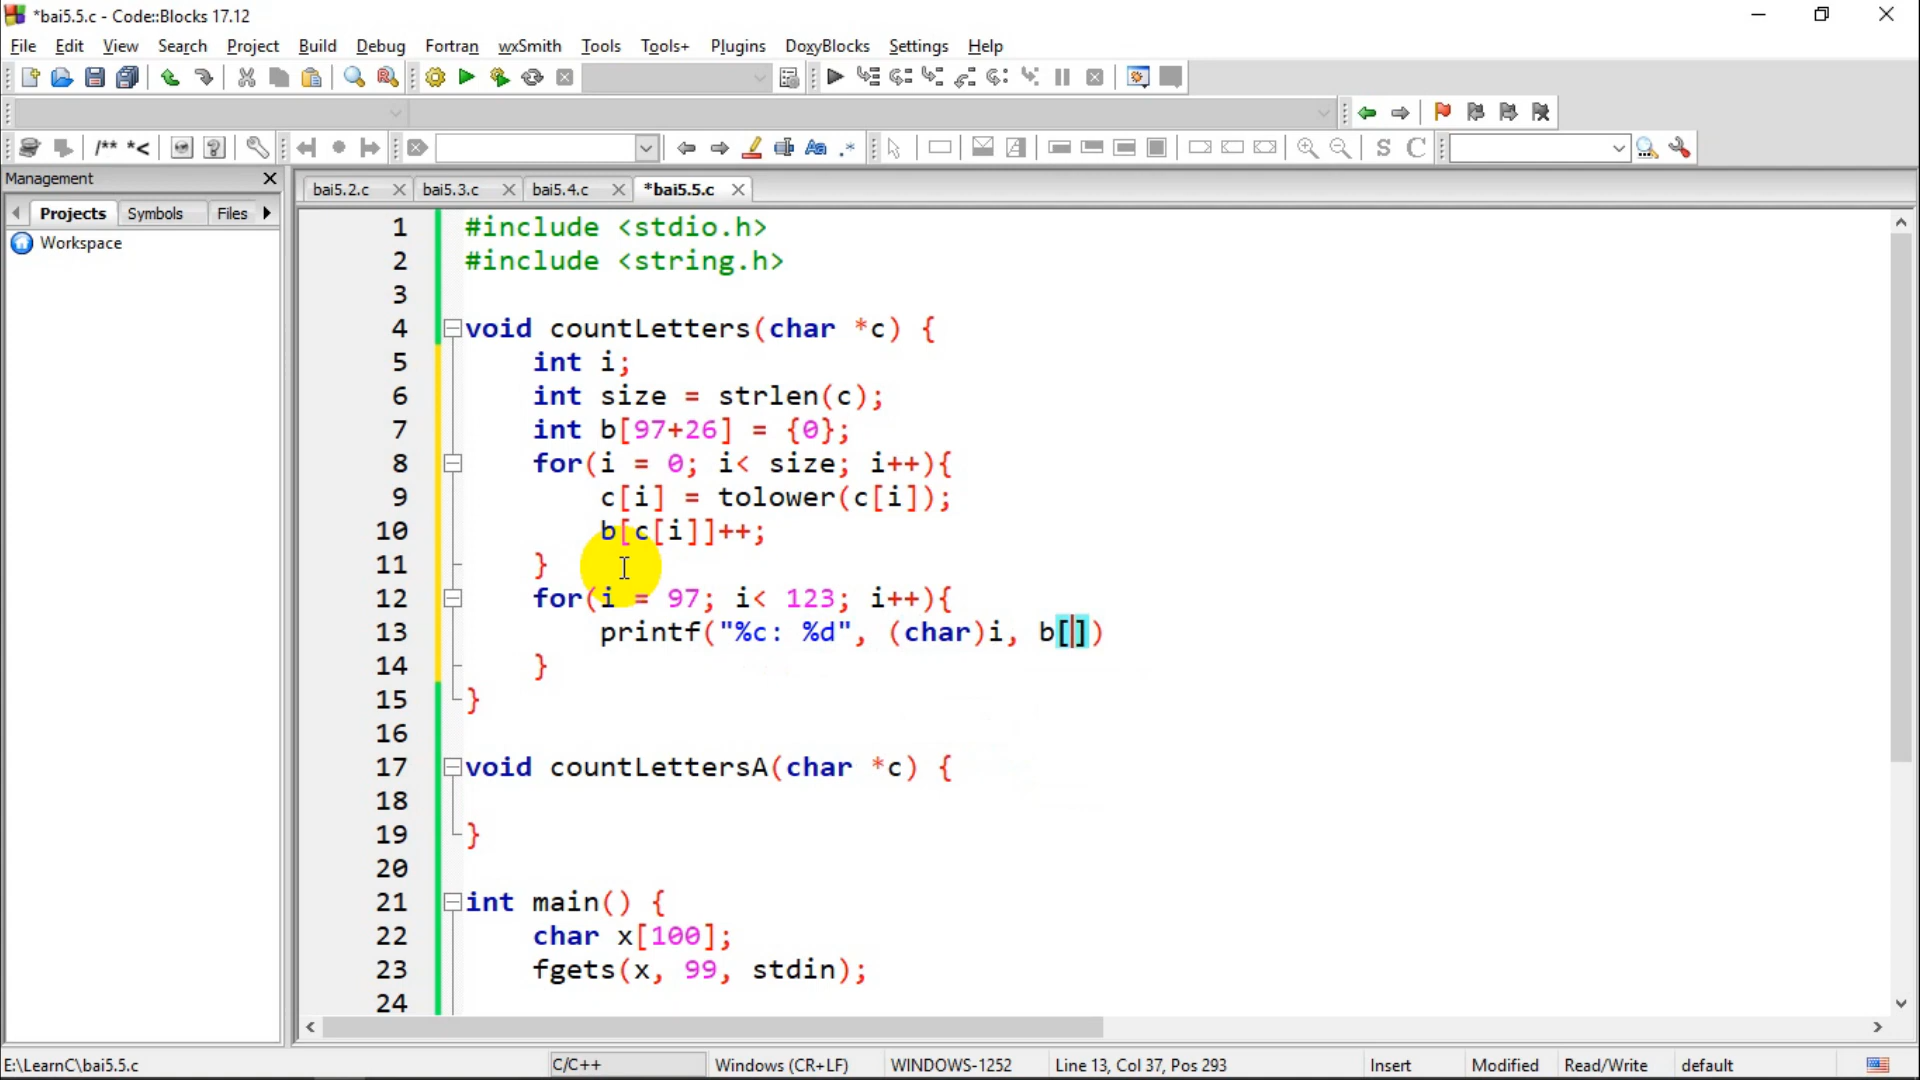 *bai5.5.c - Code::Blocks 17.12
File Edit View Search Project Build Debug Fortran wxSmith Tools Tools+ Plugins DoxyBlocks Settings Help
/** *<
S C
Management
bai5.2.c bai5.3.c bai5.4.c *bai5.5.c
Projects Symbols Files
Workspace
1 #include <stdio.h>
2 #include <string.h>
3
4 void countLetters(char *c) {
5 int i;
6 int size = strlen(c);
7 int b[97+26] = {0};
8 for(i = 0; i< size; i++){
9 c[i] = tolower(c[i]);
10 b[c[i]]++;
11 }
12 for(i = 97; i< 123; i++){
13 printf("%c: %d", (char)i, b[])
14 }
15 }
16
17 void countLettersA(char *c) {
18
19 }
20
21 int main() {
22 char x[100];
23 fgets(x, 99, stdin);
24
E:\LearnC\bai5.5.c C/C++ Windows (CR+LF) WINDOWS-1252 Line 13, Col 37, Pos 293 Insert Modified Read/Write default